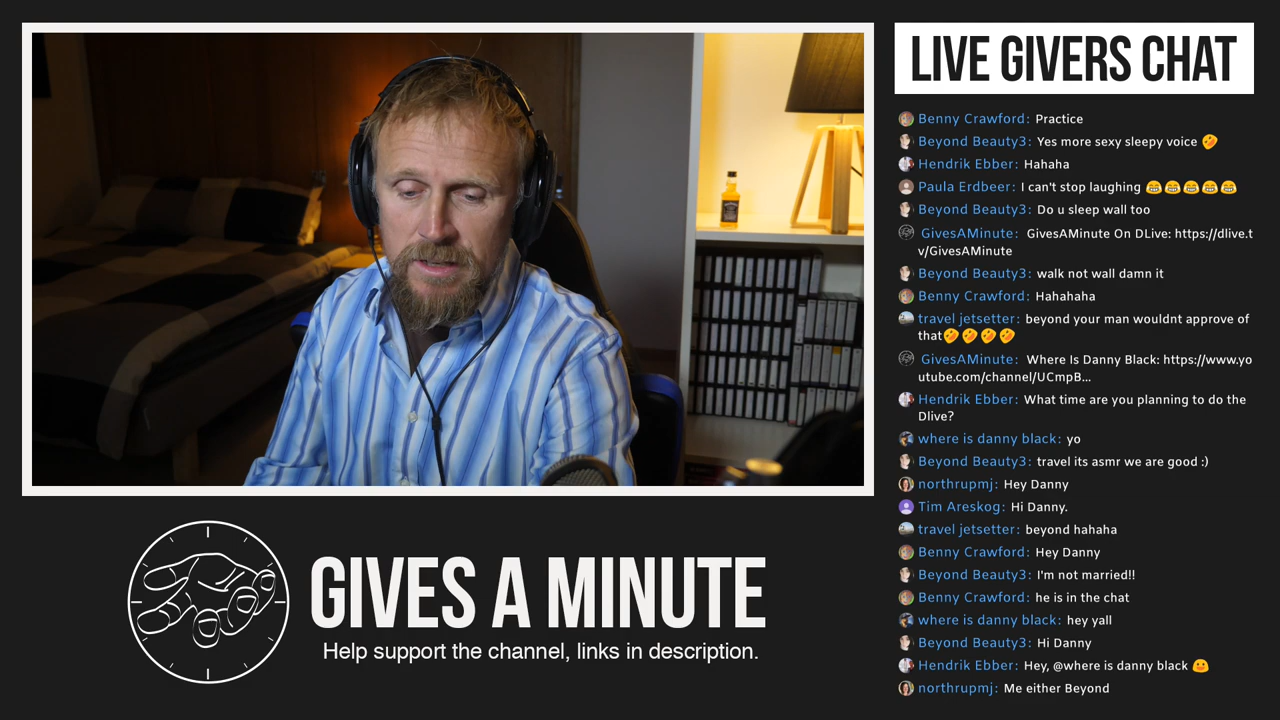 LIVE GIVERS CHAT
Benny Crawford: Practice
Beyond Beauty3: Yes more sexy sleepy voice
Hendrik Ebber: Hahaha
Paula Erdbeer: I can't stop laughing 😂😂😂😂😂
Beyond Beauty3: Do u sleep wall too
GivesAMinute: GivesAMinute On DLive: https://dlive.t
v/GivesAMinute
Beyond Beauty3: walk not wall damn it
Benny Crawford: Hahahaha
travel jetsetter: beyond your man wouldnt approve of
that
GivesAMinute: Where Is Danny Black: https://www.yo
utube.com/channel/UCmpB...
Hendrik Ebber: What time are you planning to do the
Dlive?
where is danny black: yo
Beyond Beauty3: travel its asmr we are good :)
northrupmj: Hey Danny
Tim Areskog: Hi Danny.
travel jetsetter: beyond hahaha
Benny Crawford: Hey Danny
Beyond Beauty3: I'm not married!!
Benny Crawford: he is in the chat
where is danny black: hey yall
Beyond Beauty3: Hi Danny
Hendrik Ebber: Hey, @where is danny black
northrupmj: Me either Beyond
GIVES A MINUTE
Help support the channel, links in description.